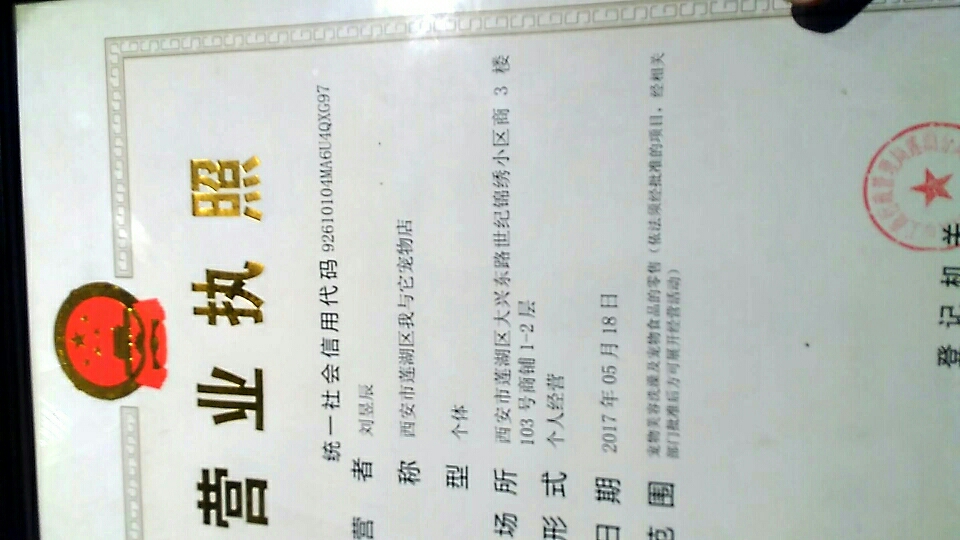 营业执照
统一社会信用代码 92610104MA6U4QXG97
营者 刘昱辰
称 西安市莲湖区我与它宠物店
型 个体
场所 西安市莲湖区大兴东路世纪锦绣小区商 3 楼
103 号商铺 1-2 层
形式 个人经营
日期 2017 年 05 月 18 日
范围 宠物美容洗澡及宠物食品的零售（依法须经批准的项目，经相关
部门批准后方可展开经营活动）
登记机关